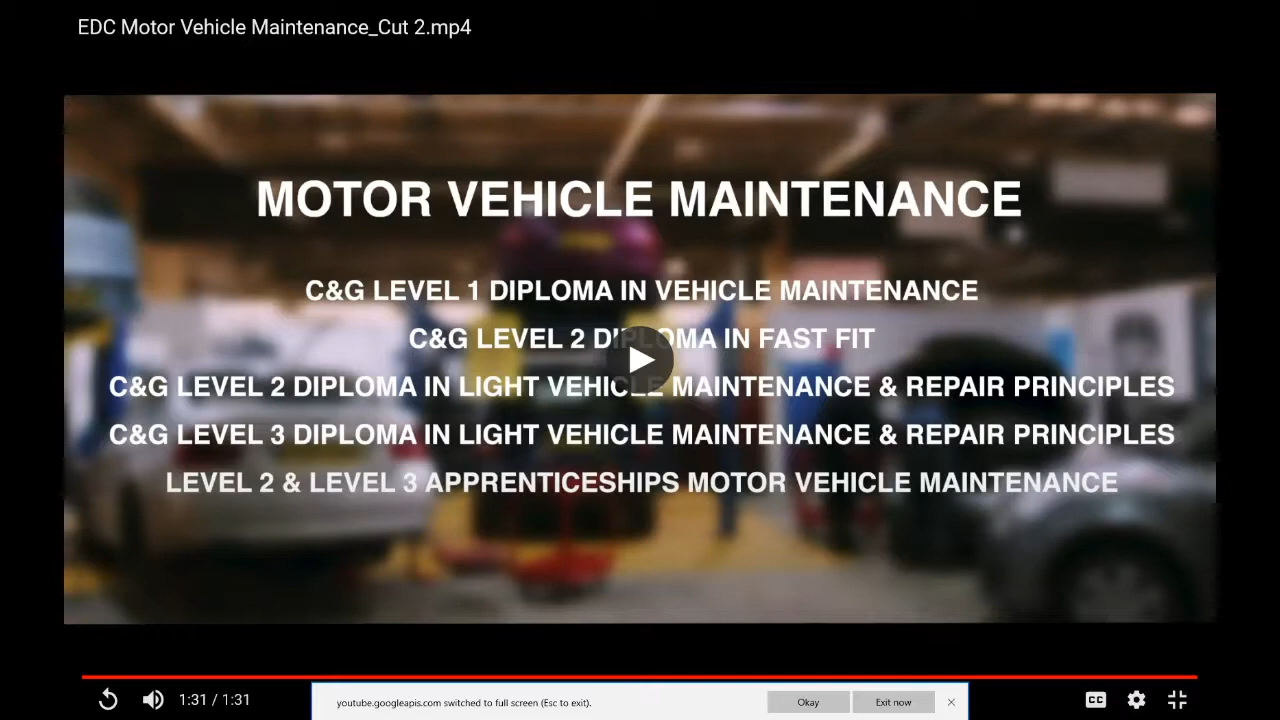 EDC Motor Vehicle Maintenance_Cut 2.mp4
MOTOR VEHICLE MAINTENANCE
C&G LEVEL 1 DIPLOMA IN VEHICLE MAINTENANCE
C&G LEVEL 2 DIPLOMA IN FAST FIT
C&G LEVEL 2 DIPLOMA IN LIGHT VEHICLE MAINTENANCE & REPAIR PRINCIPLES
C&G LEVEL 3 DIPLOMA IN LIGHT VEHICLE MAINTENANCE & REPAIR PRINCIPLES
LEVEL 2 & LEVEL 3 APPRENTICESHIPS MOTOR VEHICLE MAINTENANCE
1:31 / 1:31
youtube.googleapis.com switched to full screen (Esc to exit).
Okay
Exit now
CC